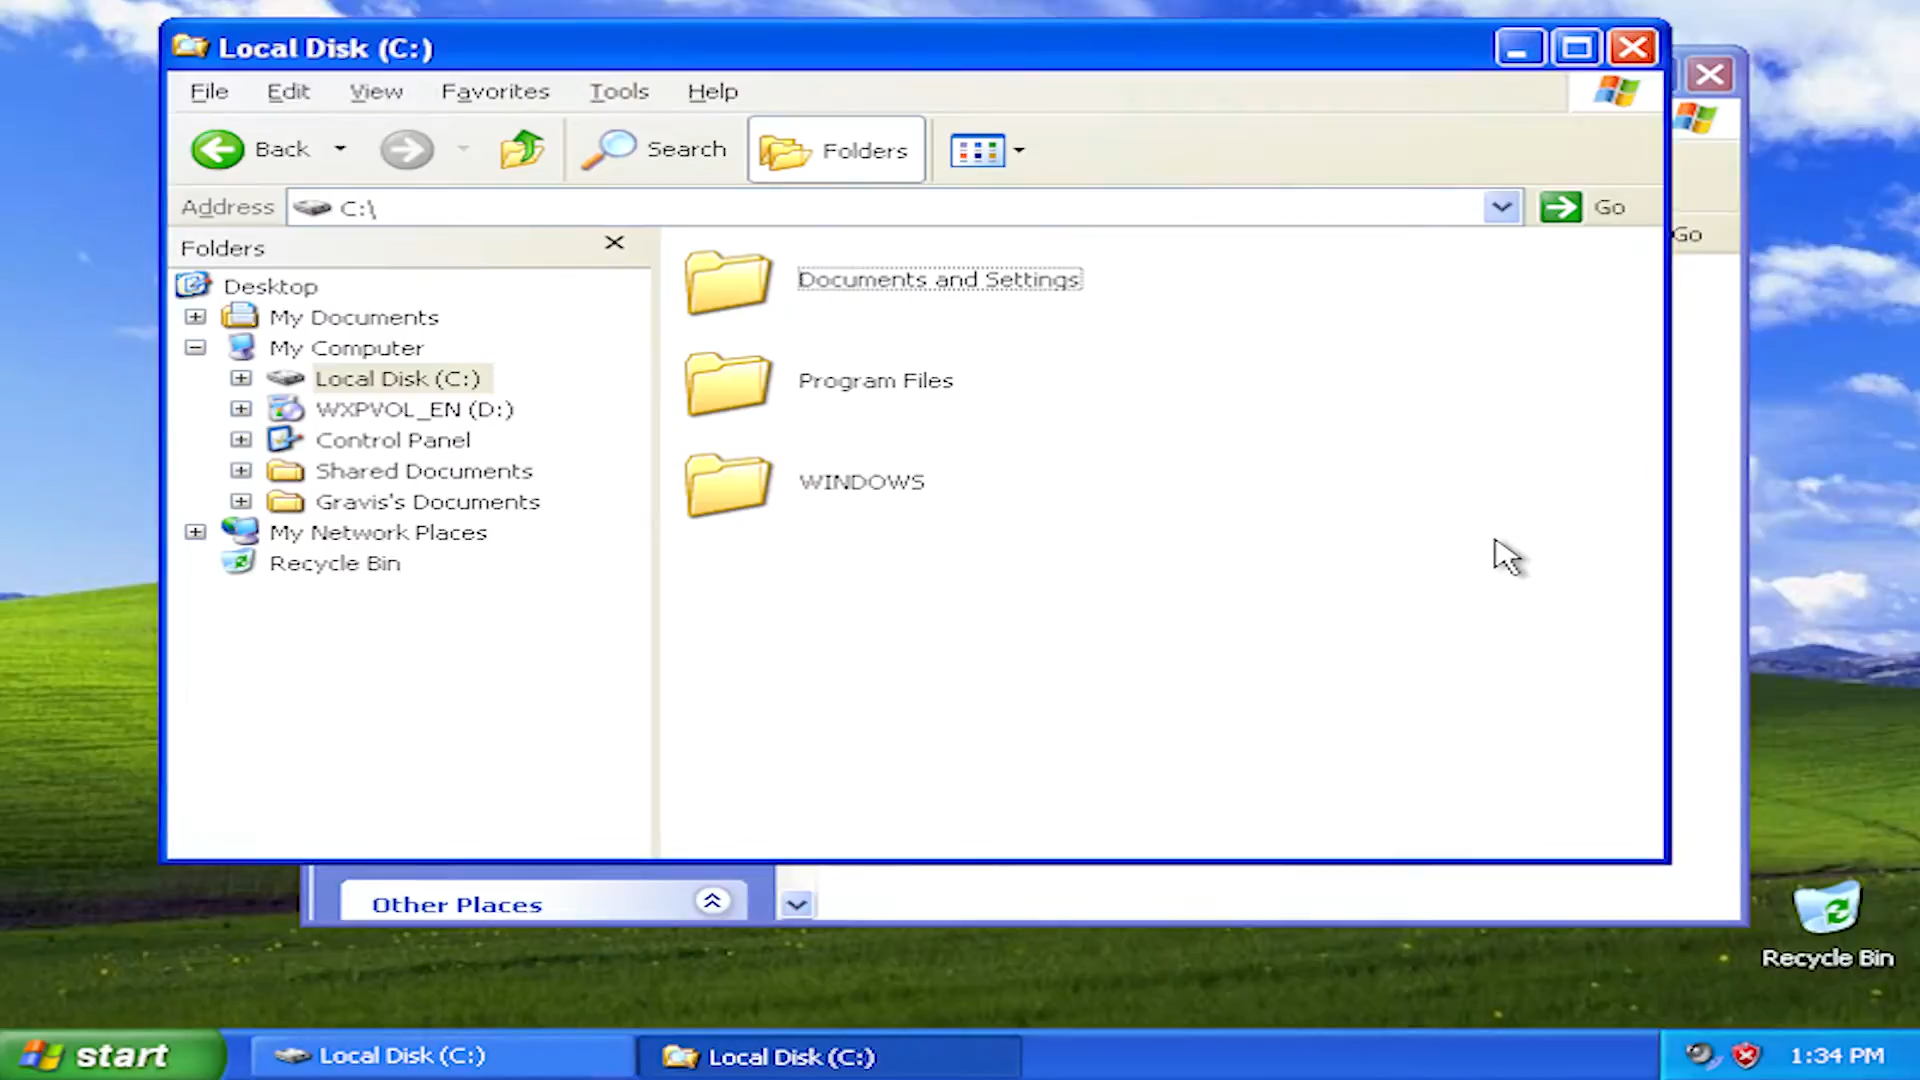 Local Disk (C:)
File Edit View Favorites Tools Help
Back Search Folders
Address C:\ Go
Go
Folders
Desktop
My Documents
My Computer
Local Disk (C:)
WXPVOL_EN (D:)
Control Panel
Shared Documents
Gravis's Documents
My Network Places
Recycle Bin
Documents and Settings
Program Files
WINDOWS
Other Places
Recycle Bin
start Local Disk (C:) Local Disk (C:) 1:34 PM